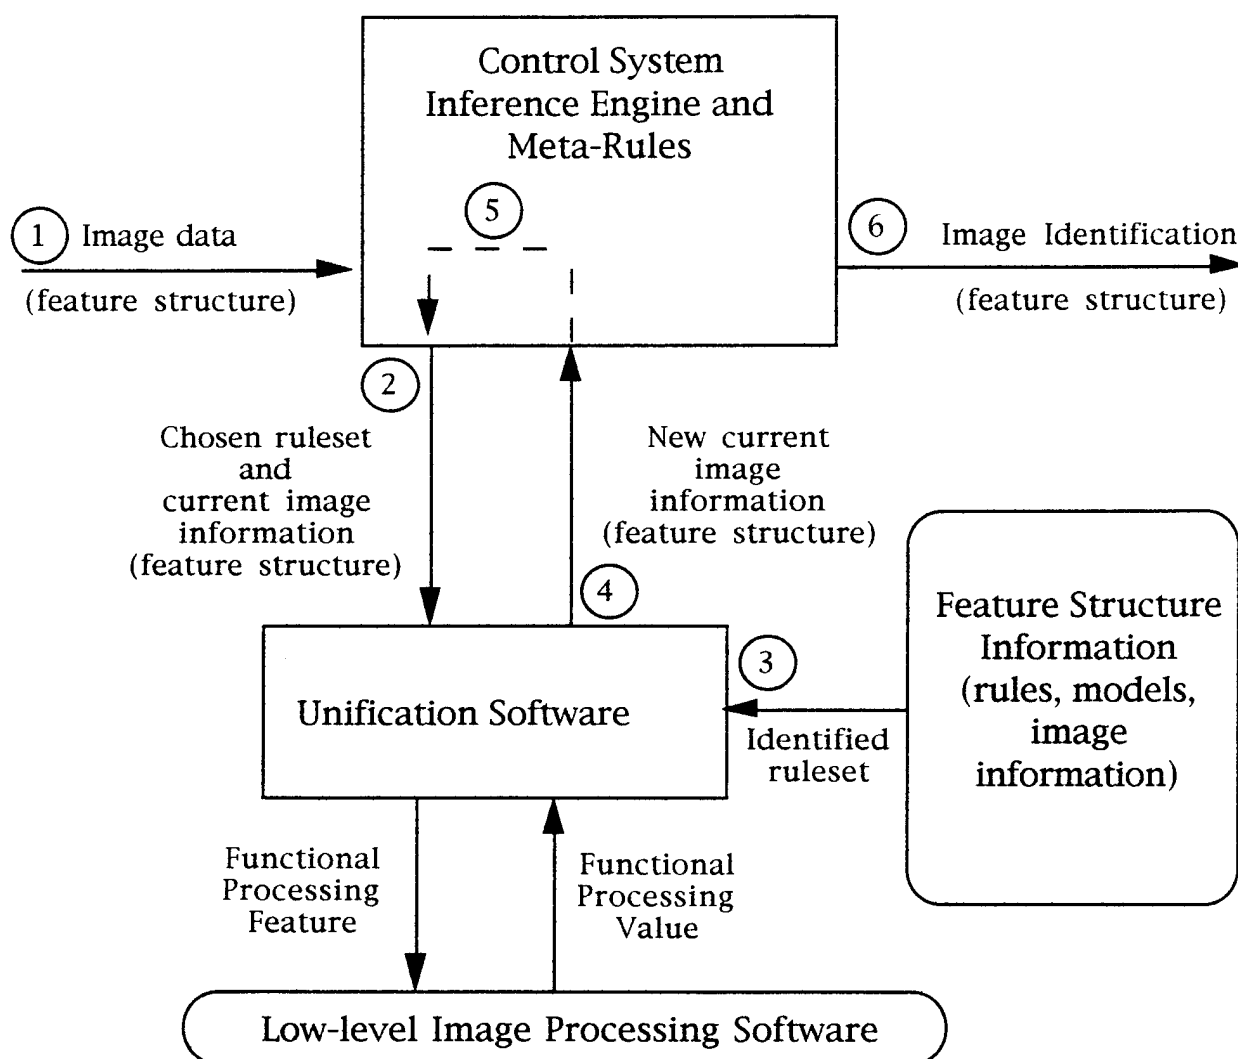 Control System
Inference Engine and
Meta-Rules
5
1 Image data
(feature structure)
6 Image Identification
(feature structure)
2
Chosen ruleset
and
current image
information
(feature structure)
New current
image
information
(feature structure)
4
3
Identified
ruleset
Feature Structure
Information
(rules, models,
image
information)
Unification Software
Functional
Processing
Feature
Functional
Processing
Value
Low-level Image Processing Software